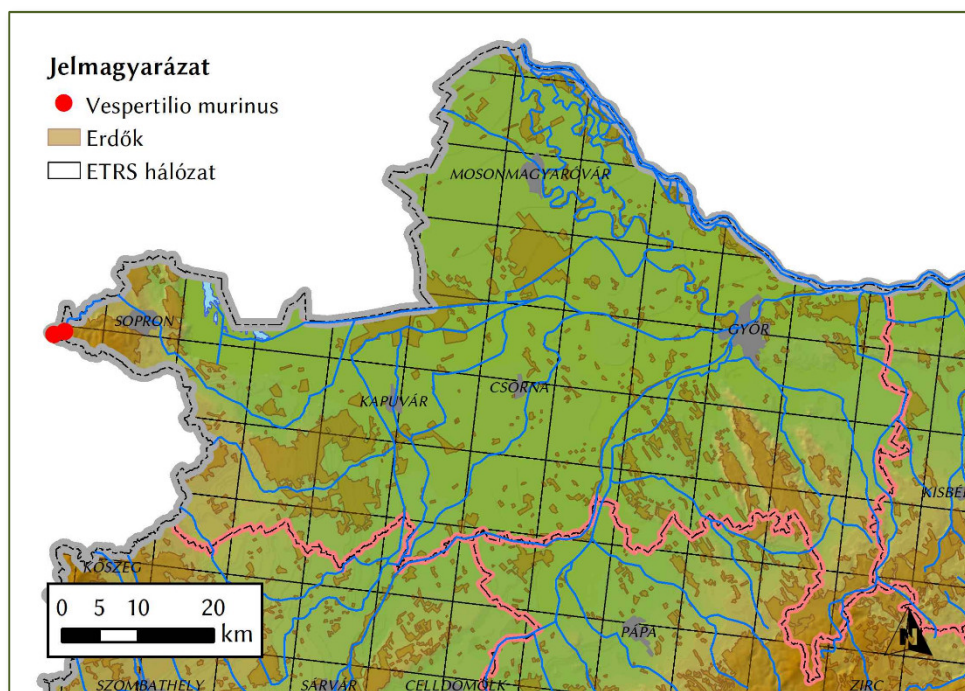 Jelmagyarázat
Vespertilio murinus
Erdők
ETRS hálózat
MOSONMAGYARÓVÁR
SOPRON
GYŐR
CSORNA
KAPUVÁR
KISBÉ
KŐSZEG
0 5 10 20
km
PÁPA
N
SZOMBATHELY SÁRVÁR CELLDÖMÖLK ZIRC